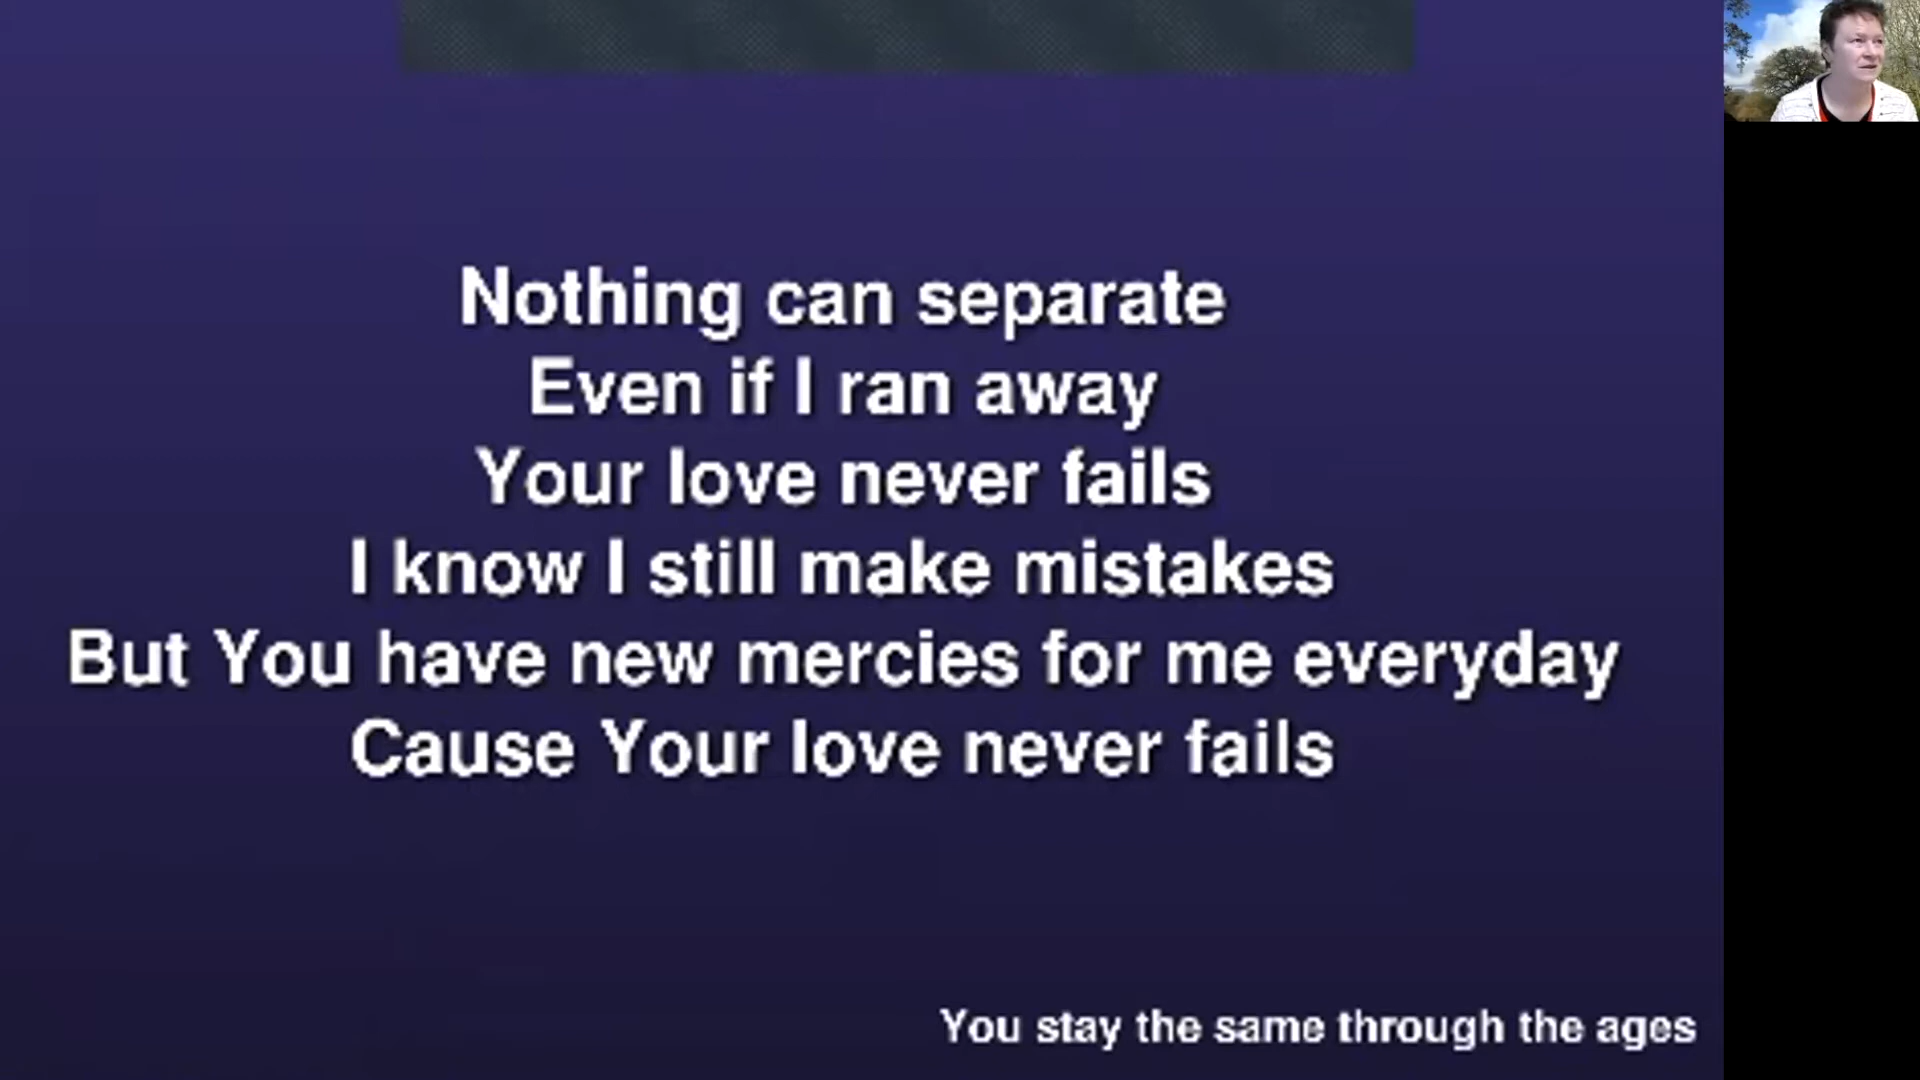 Nothing can separate
Even if I ran away
Your love never fails
I know I still make mistakes
But You have new mercies for me everyday
Cause Your love never fails
You stay the same through the ages